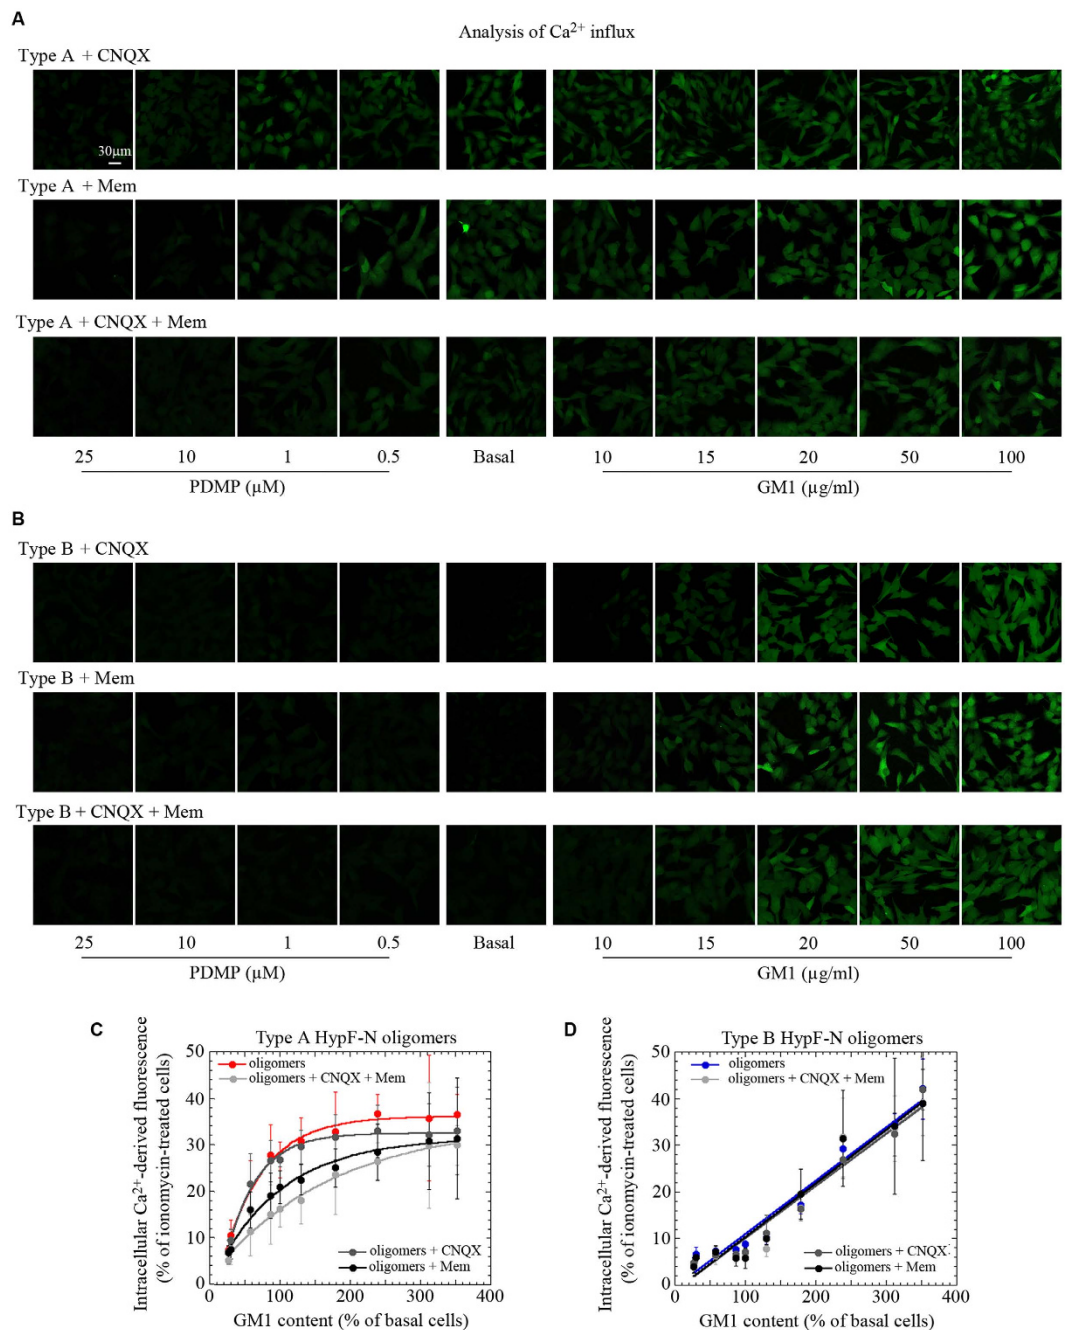 A
Analysis of Ca²⁺ influx
Type A + CNQX
30µm
Type A + Mem
Type A + CNQX + Mem
25 10 1 0.5 Basal 10 15 20 50 100
PDMP (µM) GM1 (µg/ml)
B
Type B + CNQX
Type B + Mem
Type B + CNQX + Mem
25 10 1 0.5 Basal 10 15 20 50 100
PDMP (µM) GM1 (µg/ml)
C
Type A HypF-N oligomers
Intracellular Ca²⁺-derived fluorescence
(% of ionomycin-treated cells)
50
40
30
20
10
0
oligomers
oligomers + CNQX + Mem
oligomers + CNQX
oligomers + Mem
0 100 200 300 400
GM1 content (% of basal cells)
D
Type B HypF-N oligomers
Intracellular Ca²⁺-derived fluorescence
(% of ionomycin-treated cells)
50
40
30
20
10
0
oligomers
oligomers + CNQX + Mem
oligomers + CNQX
oligomers + Mem
0 100 200 300 400
GM1 content (% of basal cells)